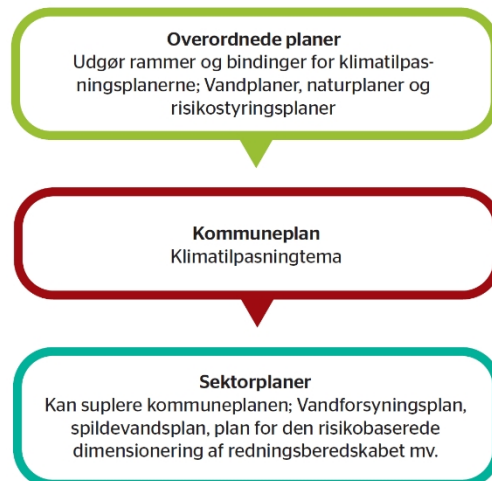 Overordnede planer
Udgør rammer og bindinger for klimatilpas-
ningsplanerne; Vandplaner, naturplaner og
risikostyringsplaner
Kommuneplan
Klimatilpasningtema
Sektorplaner
Kan suplere kommuneplanen; Vandforsyningsplan,
spildevandsplan, plan for den risikobaserede
dimensionering af redningsberedskabet mv.